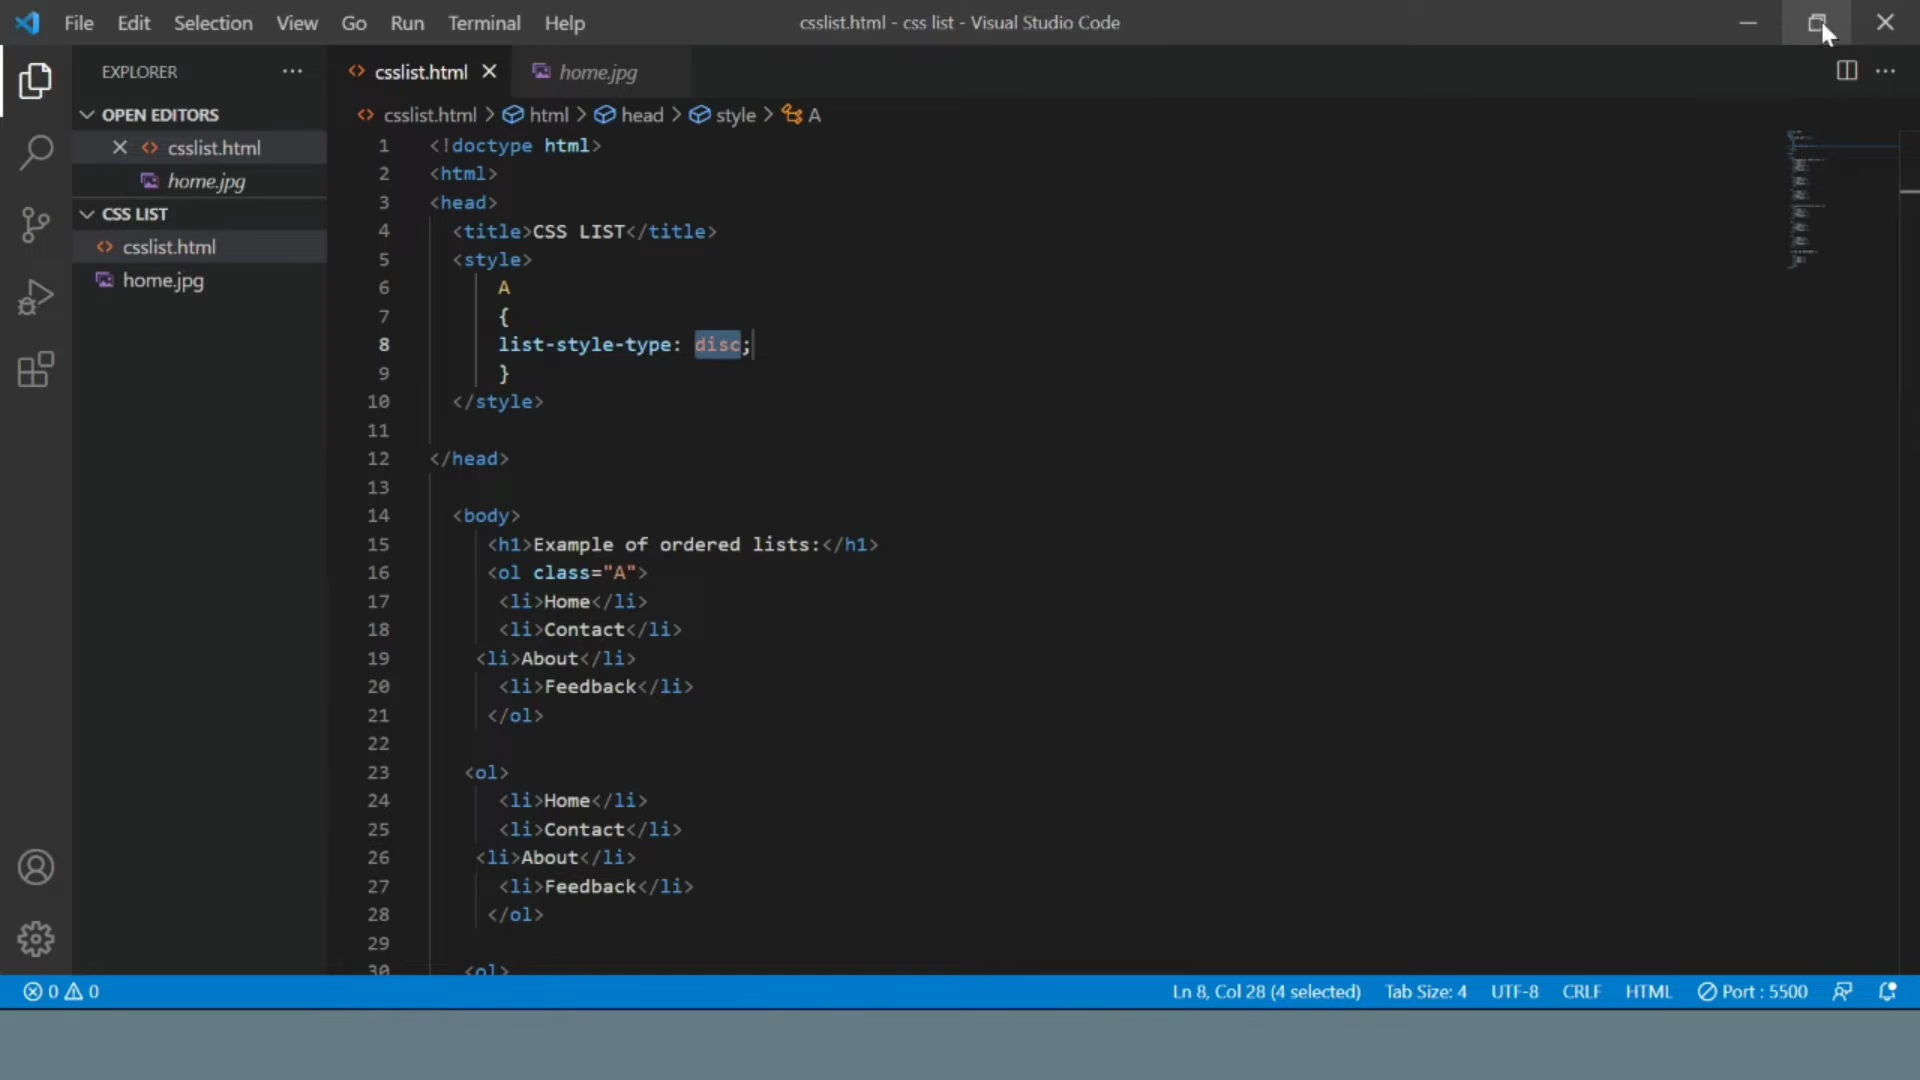 File Edit Selection View Go Run Terminal Help csslist.html - css list - Visual Studio Code
EXPLORER
OPEN EDITORS
csslist.html
home.jpg
CSS LIST
csslist.html
home.jpg
csslist.html home.jpg
csslist.html > html > head > style > A
1 <!doctype html>
2 <html>
3 <head>
4 <title>CSS LIST</title>
5 <style>
6 A
7 {
8 list-style-type: disc;
9 }
10 </style>
11
12 </head>
13
14 <body>
15 <h1>Example of ordered lists:</h1>
16 <ol class="A">
17 <li>Home</li>
18 <li>Contact</li>
19 <li>About</li>
20 <li>Feedback</li>
21 </ol>
22
23 <ol>
24 <li>Home</li>
25 <li>Contact</li>
26 <li>About</li>
27 <li>Feedback</li>
28 </ol>
29
30 <ol>
0 0 Ln 8, Col 28 (4 selected) Tab Size: 4 UTF-8 CRLF HTML Port : 5500